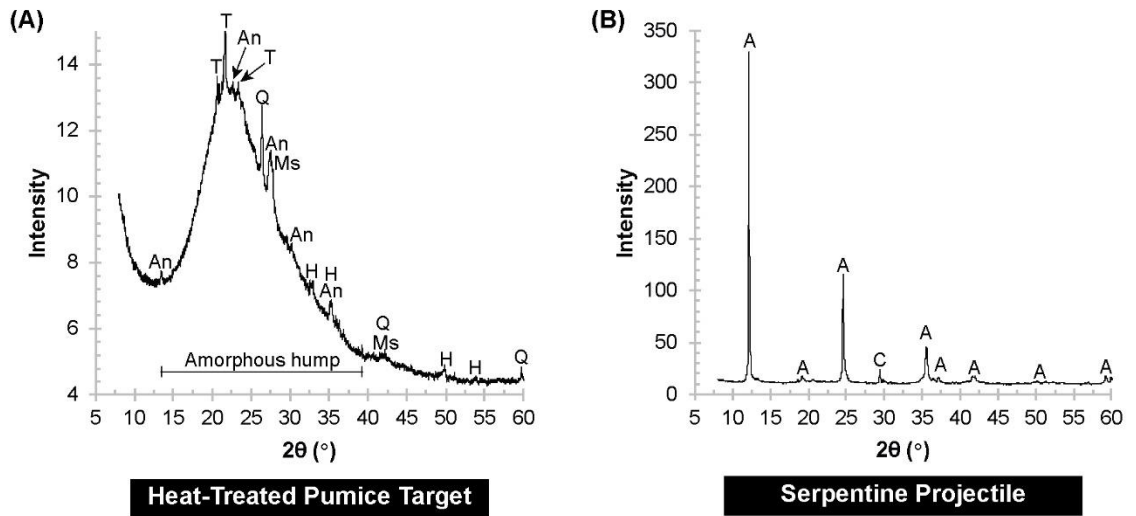 (A)
T
An
T
T
Q
An
Ms
An
An
H
H
An
Q
Ms
H
H
Q
Amorphous hump
14
12
10
8
6
4
Intensity
5 10 15 20 25 30 35 40 45 50 55 60
2θ (°)
Heat-Treated Pumice Target
(B)
A
A
A
C
A
A
A
A
A
350
300
250
200
150
100
50
0
Intensity
5 10 15 20 25 30 35 40 45 50 55 60
2θ (°)
Serpentine Projectile